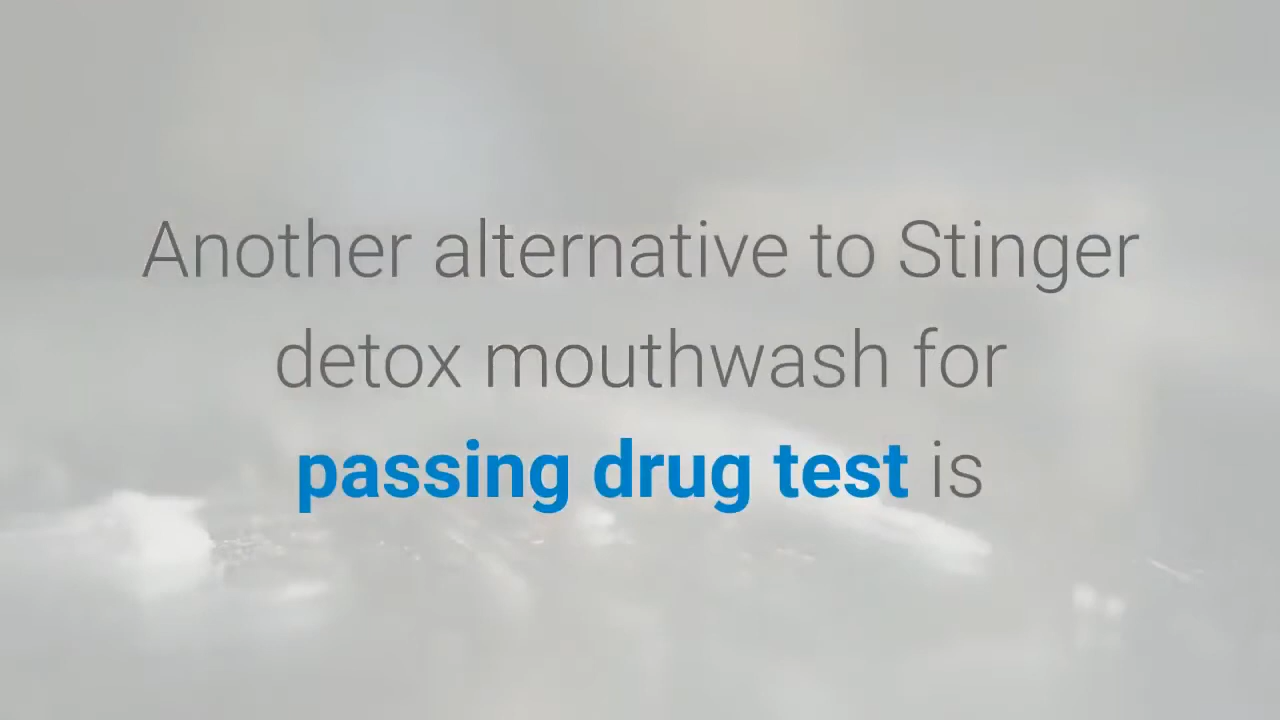 Another alternative to Stinger
detox mouthwash for
passing drug test is